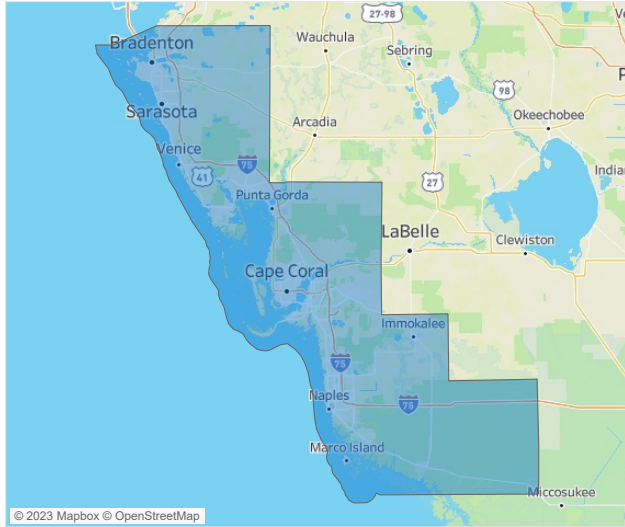 27-98
Wauchula
Bradenton
Sebring
98
Sarasota
Okeechobee
Arcadia
Venice
75
41
27
Indian
Punta Gorda
LaBelle
Clewiston
Cape Coral
Immokalee
75
Naples
75
Marco Island
Miccosukee
© 2023 Mapbox © OpenStreetMap